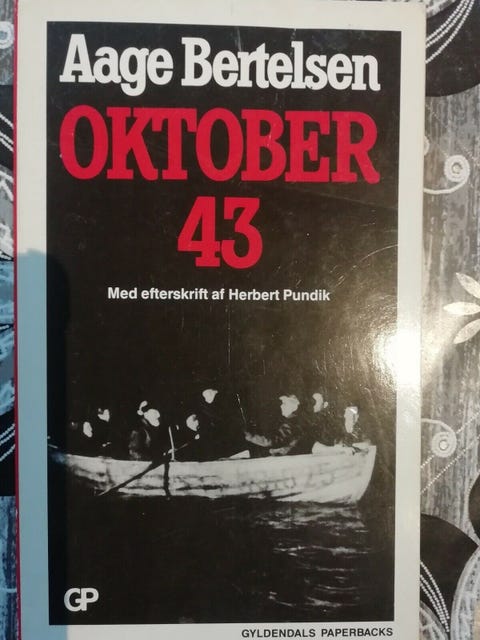 Aage Bertelsen
OKTOBER
43
Med efterskrift af Herbert Pundik
GP
GYLDENDALS PAPERBACKS